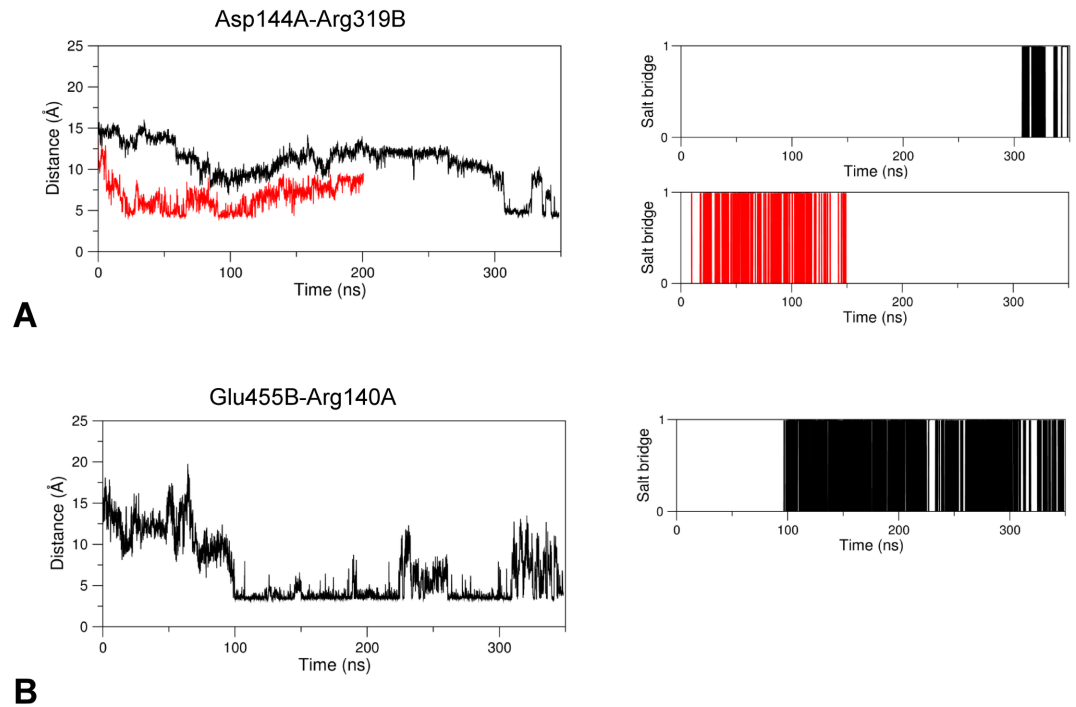 Asp144A-Arg319B
25
20
15
10
5
0
Distance (Å)
0 100 200 300
Time (ns)
1
0
Salt bridge
0 100 200 300
Time (ns)
1
0
Salt bridge
0 100 200 300
Time (ns)
A
Glu455B-Arg140A
25
20
15
10
5
0
Distance (Å)
0 100 200 300
Time (ns)
1
0
Salt bridge
0 100 200 300
Time (ns)
B